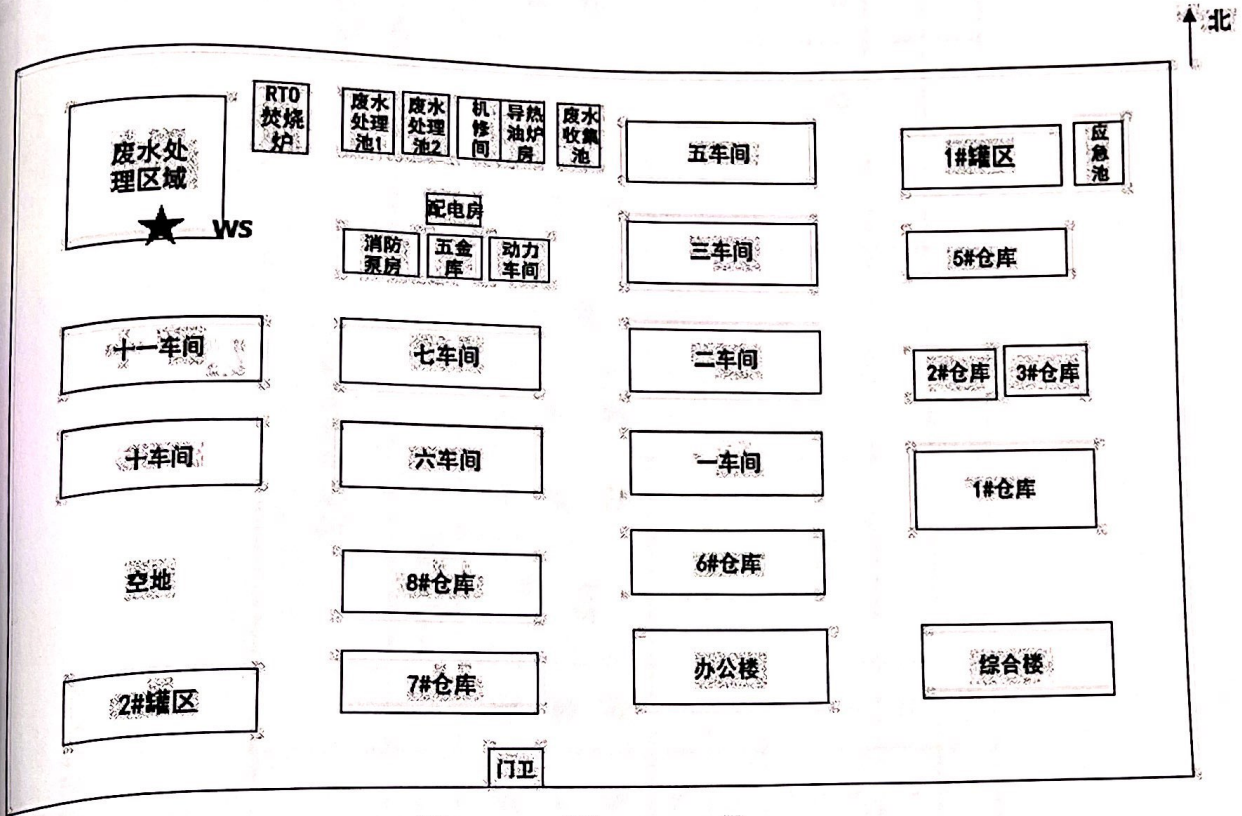 北
RTO
焚烧
炉
废水
处理
池1
废水
处理
池2
机
修
间
导热
油炉
房
废水
收集
池
五车间
1#罐区
应
急
池
废水处
理区域
WS
配电房
消防
泵房
五金
库
动力
车间
三车间
5#仓库
十一车间
七车间
二车间
2#仓库
3#仓库
十车间
六车间
一车间
1#仓库
空地
8#仓库
6#仓库
2#罐区
7#仓库
办公楼
综合楼
门卫